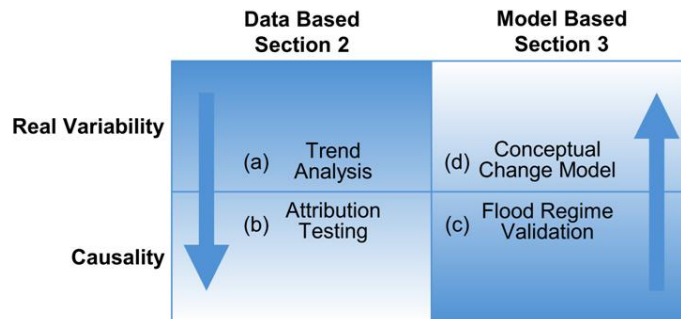 Data Based
Section 2
Model Based
Section 3
Real Variability
(a) Trend
Analysis
(d) Conceptual
Change Model
Causality
(b) Attribution
Testing
(c) Flood Regime
Validation